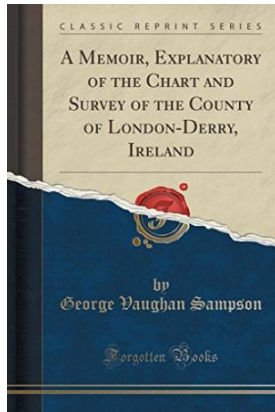 CLASSIC REPRINT SERIES
A MEMOIR, EXPLANATORY
OF THE CHART AND
SURVEY OF THE COUNTY
OF LONDON-DERRY,
IRELAND
by
George Vaughan Sampson
Forgotten Books